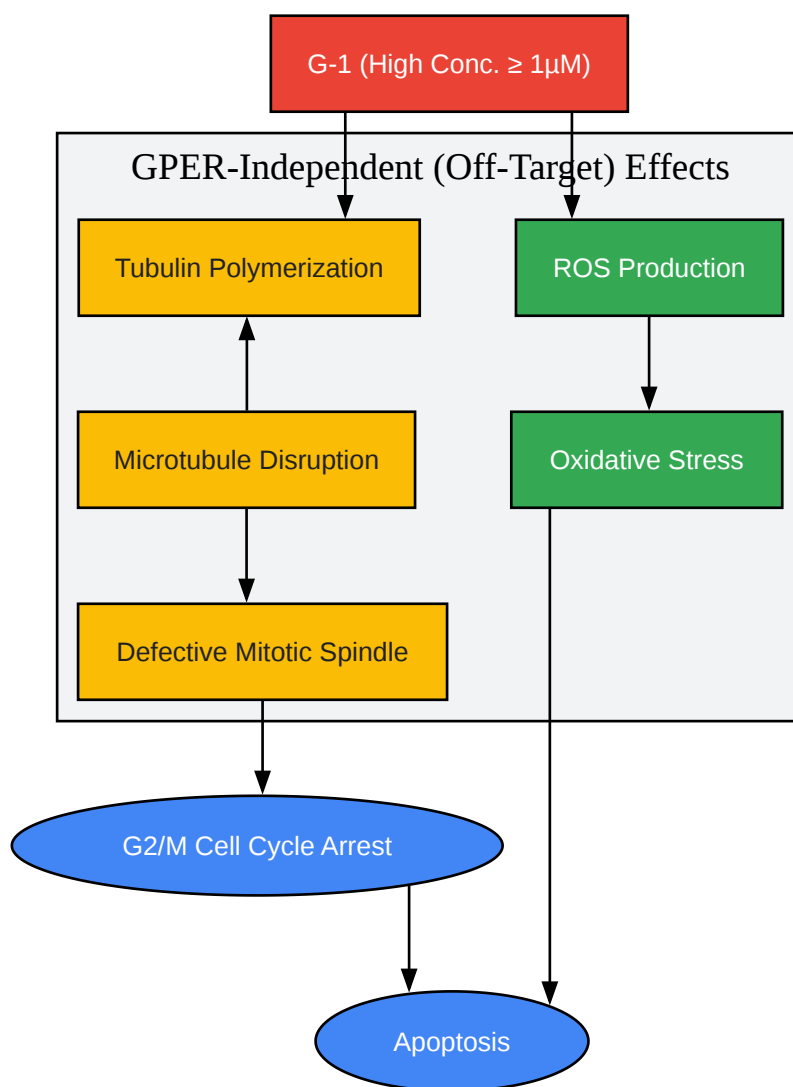 G-1 (High Conc. ≥ 1µM)
GPER-Independent (Off-Target) Effects
Tubulin Polymerization
ROS Production
Microtubule Disruption
Oxidative Stress
Defective Mitotic Spindle
G2/M Cell Cycle Arrest
Apoptosis